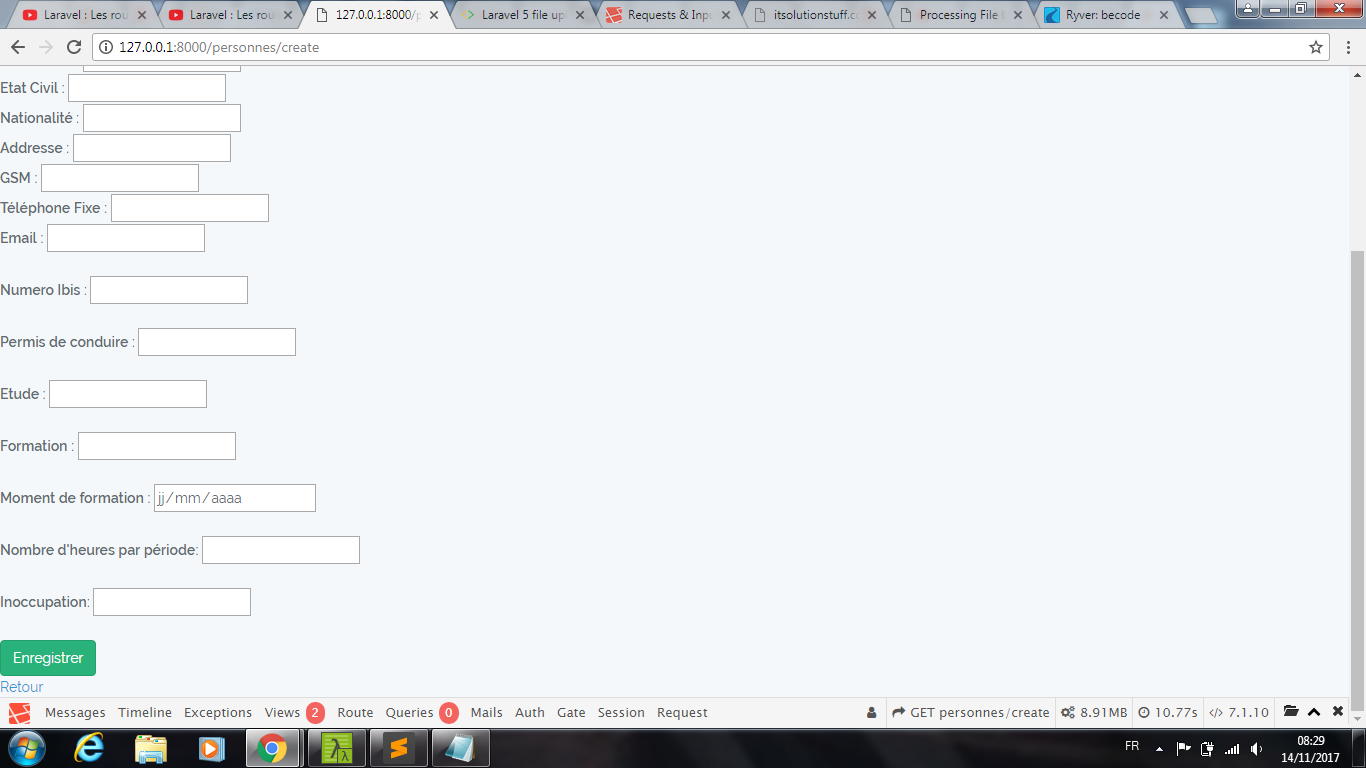 Laravel : Les rou
Laravel : Les rou
127.0.0.1:8000/p
Laravel 5 file up
Requests & Inpu
itsolutionstuff.co
Processing File
Ryver: becode
127.0.0.1:8000/personnes/create
Etat Civil :
Nationalité :
Addresse :
GSM :
Téléphone Fixe :
Email :
Numero Ibis :
Permis de conduire :
Etude :
Formation :
Moment de formation : jj/mm/aaaa
Nombre d'heures par période:
Inoccupation:
Enregistrer
Retour
Messages Timeline Exceptions Views 2 Route Queries 0 Mails Auth Gate Session Request GET personnes/create 8.91MB 10.77s 7.1.10
FR 08:29
14/11/2017